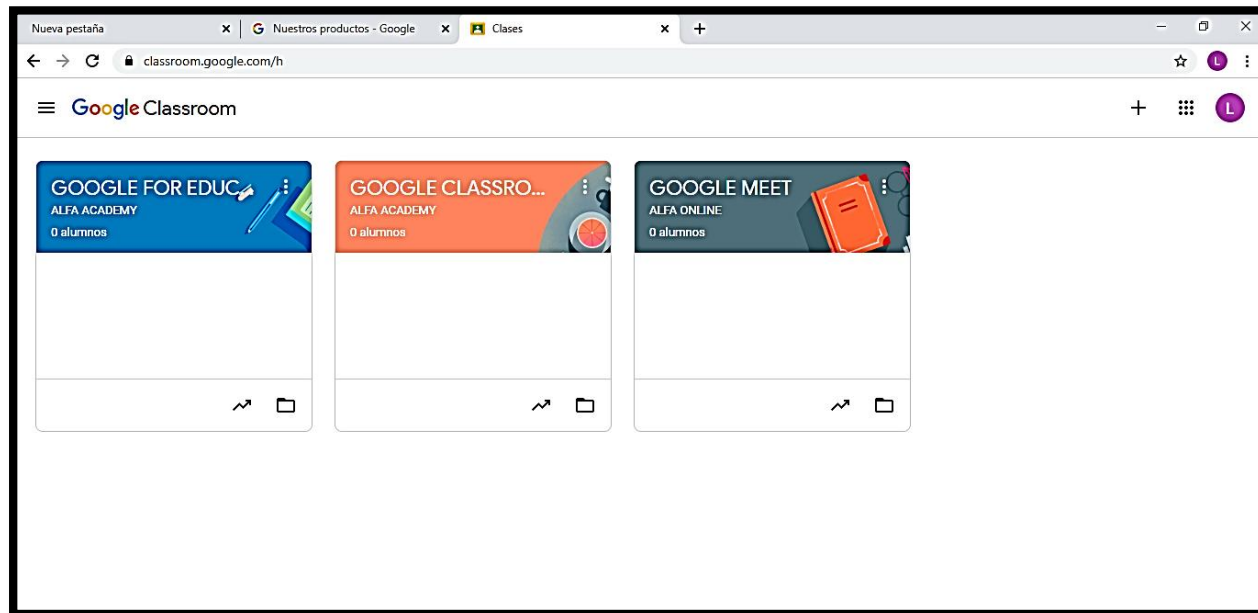 Nueva pestaña
Nuestros productos - Google
Clases
classroom.google.com/h
L
Google Classroom
L
GOOGLE FOR EDUC
ALFA ACADEMY
0 alumnos
GOOGLE CLASSRO...
ALFA ACADEMY
0 alumnos
GOOGLE MEET
ALFA ONLINE
0 alumnos